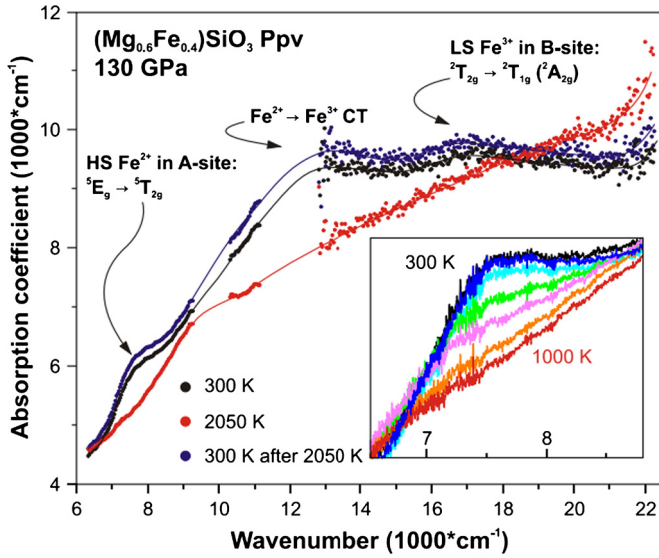 (Mg₀.₆Fe₀.₄)SiO₃ Ppv
130 GPa
LS Fe³⁺ in B-site:
²T₂g → ²T₁g (²A₂g)
Fe²⁺→ Fe³⁺ CT
HS Fe²⁺ in A-site:
⁵Eg → ⁵T₂g
Absorption coefficient (1000*cm⁻¹)
12
10
8
6
4
300 K
1000 K
7
8
300 K
2050 K
300 K after 2050 K
6
8
10
12
14
16
18
20
22
Wavenumber (1000*cm⁻¹)